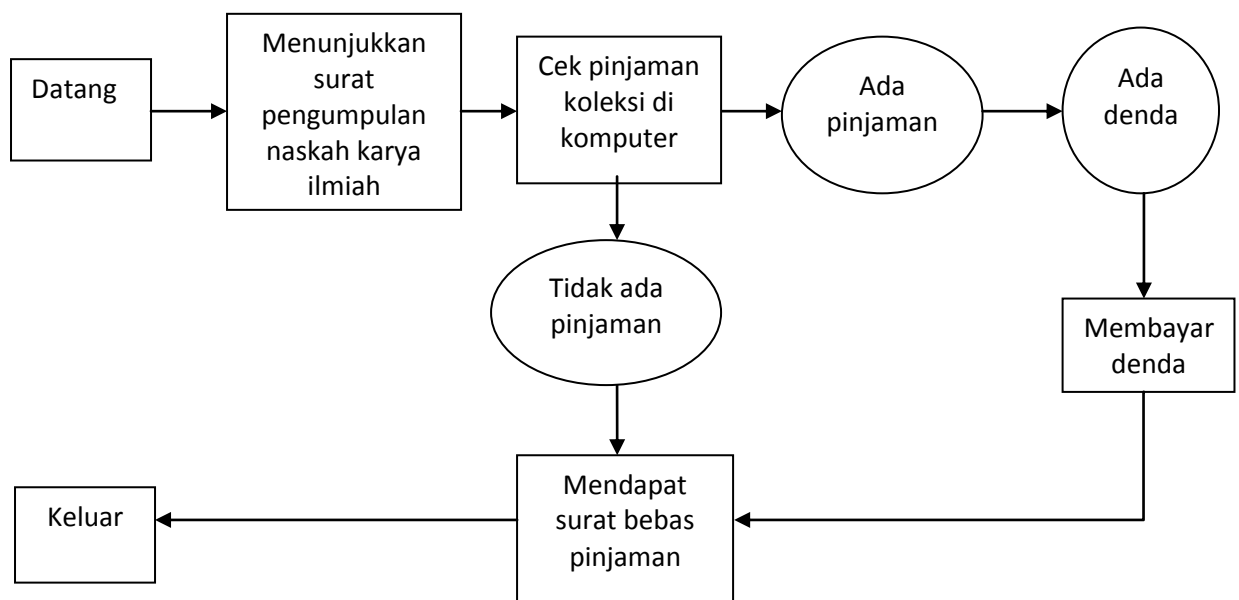 Datang
Menunjukkan
surat
pengumpulan
naskah karya
ilmiah
Cek pinjaman
koleksi di
komputer
Ada
pinjaman
Ada
denda
Tidak ada
pinjaman
Membayar
denda
Mendapat
surat bebas
pinjaman
Keluar